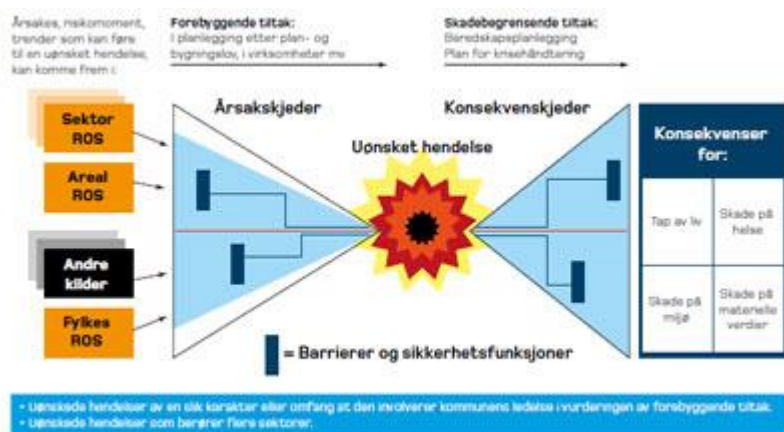 Årsaker, risikomoment,
trender som kan føre
til en uønsket hendelse,
kan komme frem i:
Forebyggende tiltak:
I planlegging etter plan- og
bygningslov, i virksomheter mv
Skadebegrensende tiltak:
Beredskapsplanlegging
Plan for krisehåndtering
Sektor
ROS
Areal
ROS
Andre
kilder
Fylkes
ROS
Årsakskjeder
Uønsket hendelse
Konsekvenskjeder
Konsekvenser
for:
Tap av liv
Skade på
helse
Skade på
miljø
Skade på
materielle
verdier
= Barrierer og sikkerhetsfunksjoner
• Uønskede hendelser av en slik karakter eller omfang at den involverer kommunens ledelse i vurderingen av forebyggende tiltak.
• Uønskede hendelser som berører flere sektorer.